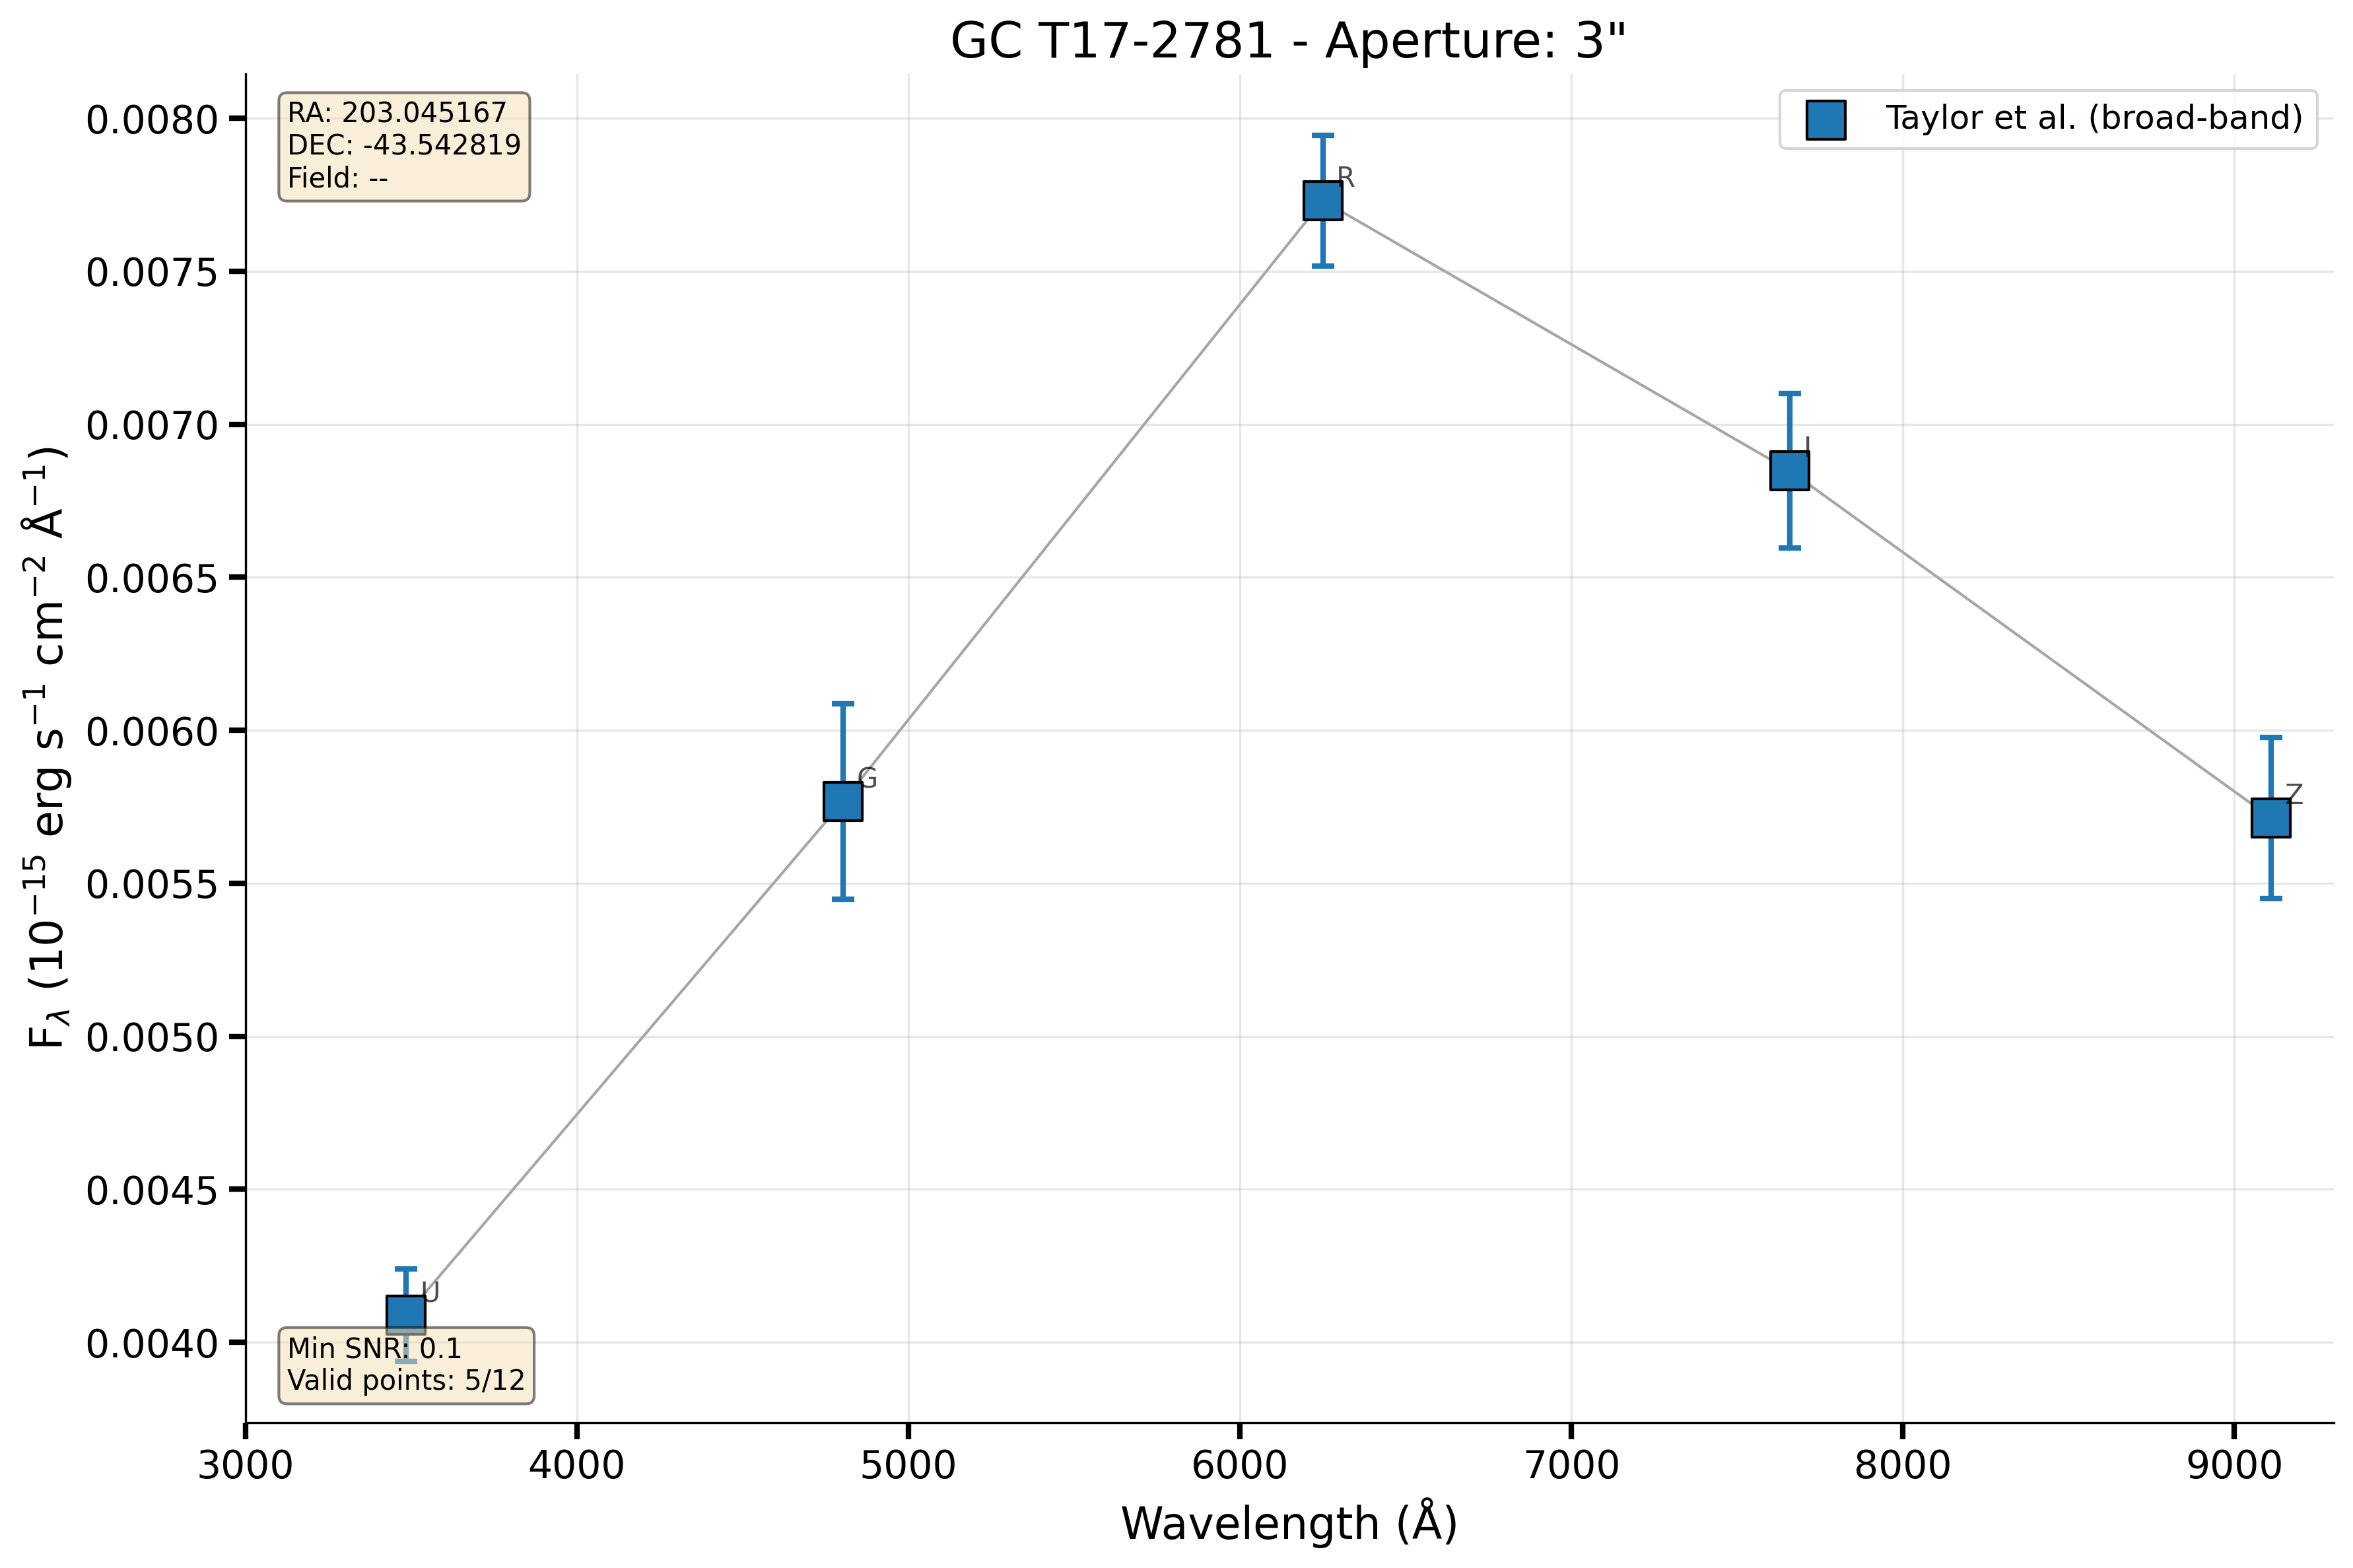 GC T17-2781 - Aperture: 3"
RA: 203.045167
DEC: -43.542819
Field: --
Taylor et al. (broad-band)
0.0080
0.0075
0.0070
0.0065
0.0060
0.0055
0.0050
0.0045
0.0040
F_λ (10⁻¹⁵ erg s⁻¹ cm⁻² Å⁻¹)
R
I
G
Z
U
Min SNR: 0.1
Valid points: 5/12
3000 4000 5000 6000 7000 8000 9000
Wavelength (Å)